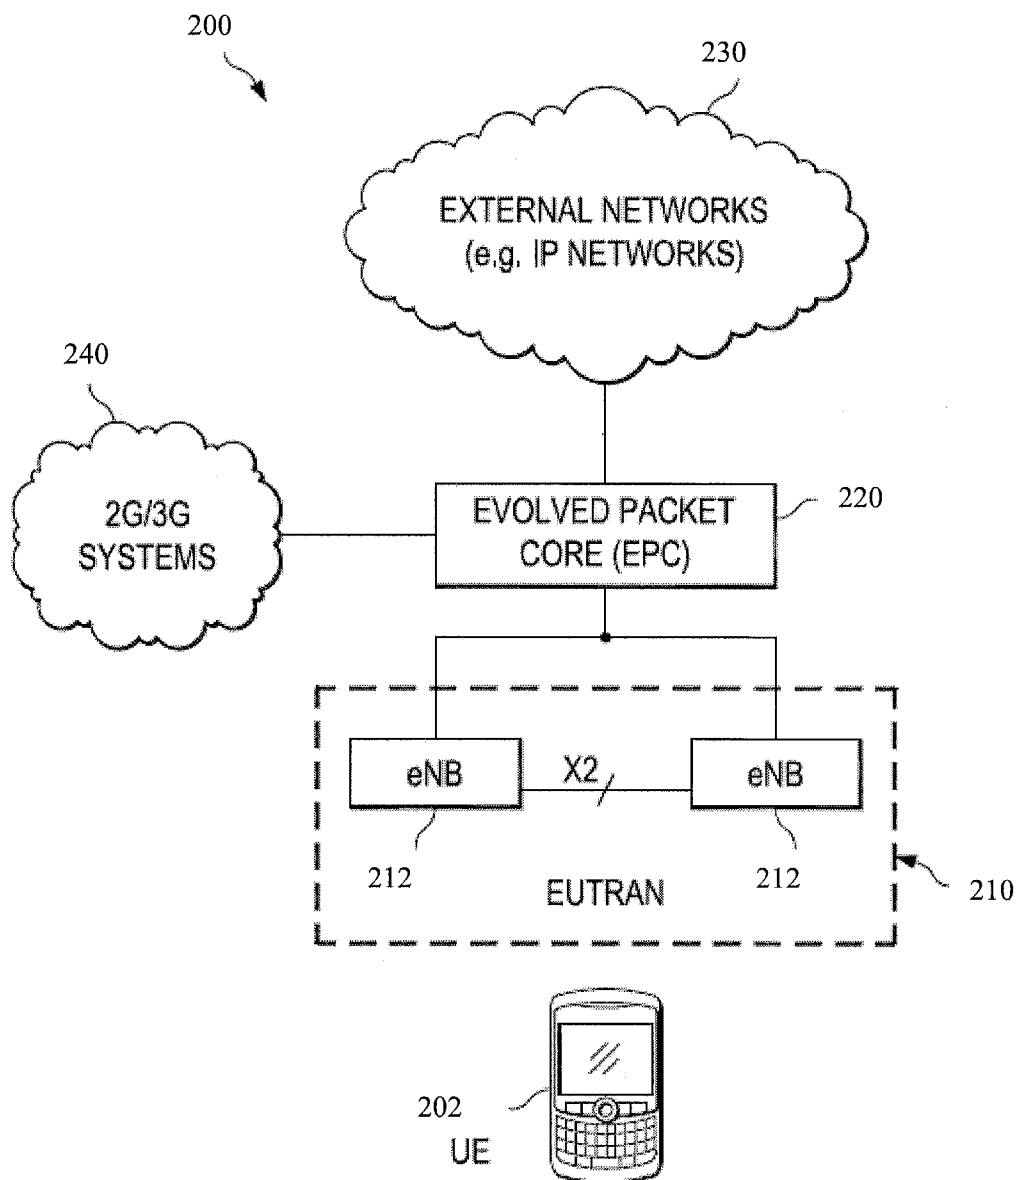 200
230
EXTERNAL NETWORKS
(e.g. IP NETWORKS)
240
2G/3G
SYSTEMS
EVOLVED PACKET
CORE (EPC)
220
eNB
X2
eNB
212
212
EUTRAN
210
202
UE